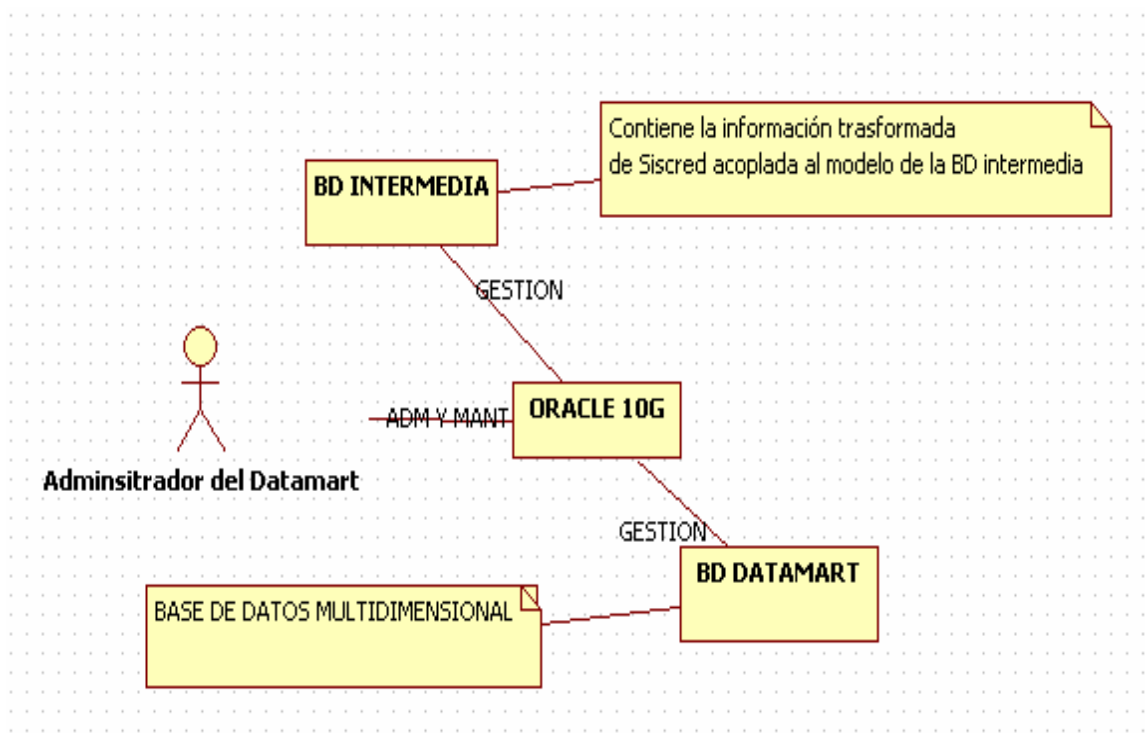 Contiene la información trasformada
de Siscred acoplada al modelo de la BD intermedia
BD INTERMEDIA
GESTION
ORACLE 10G
ADM Y MANT
Adminsitrador del Datamart
GESTION
BD DATAMART
BASE DE DATOS MULTIDIMENSIONAL